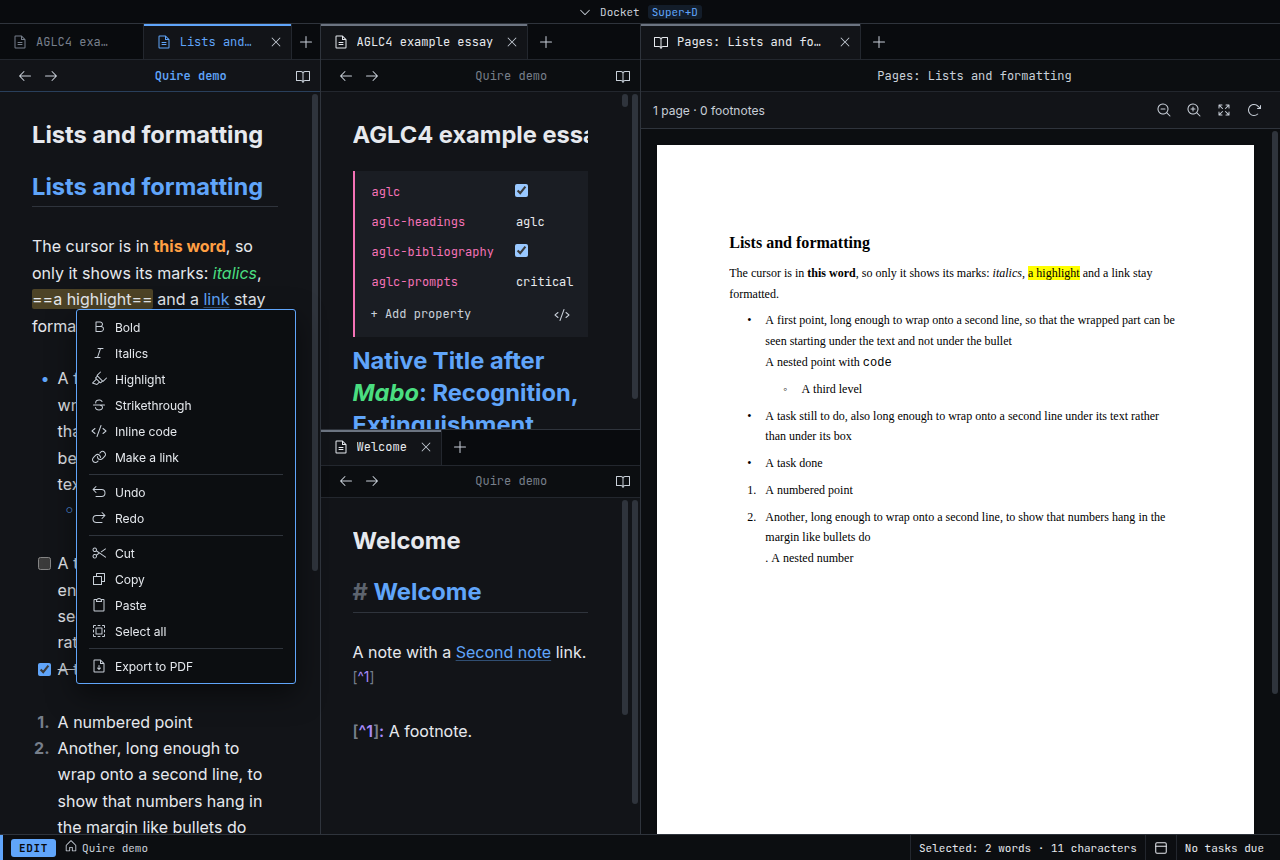 Docket Super+D
AGLC4 exa…
Lists and…
AGLC4 example essay
Pages: Lists and fo…
Quire demo
Quire demo
Pages: Lists and formatting
Lists and formatting
Lists and formatting
The cursor is in this word, so
only it shows its marks: italics,
==a highlight== and a link stay
forma
A f
wr
tha
be
tex
A t
en
se
rat
A f
1. A numbered point
2. Another, long enough to
wrap onto a second line, to
show that numbers hang in
the margin like bullets do
Bold
Italics
Highlight
Strikethrough
Inline code
Make a link
Undo
Redo
Cut
Copy
Paste
Select all
Export to PDF
AGLC4 example essa
aglc
aglc-headings aglc
aglc-bibliography
aglc-prompts critical
+ Add property
Native Title after
Mabo: Recognition,
Extinguishment
Welcome
Quire demo
Welcome
# Welcome
A note with a Second note link.
[^1]
[^1]: A footnote.
1 page · 0 footnotes
Lists and formatting
The cursor is in this word, so only it shows its marks: italics, a highlight and a link stay
formatted.
• A first point, long enough to wrap onto a second line, so that the wrapped part can be
seen starting under the text and not under the bullet
A nested point with code
◦ A third level
• A task still to do, also long enough to wrap onto a second line under its text rather
than under its box
• A task done
1. A numbered point
2. Another, long enough to wrap onto a second line, to show that numbers hang in the
margin like bullets do
. A nested number
EDIT Quire demo
Selected: 2 words · 11 characters
No tasks due